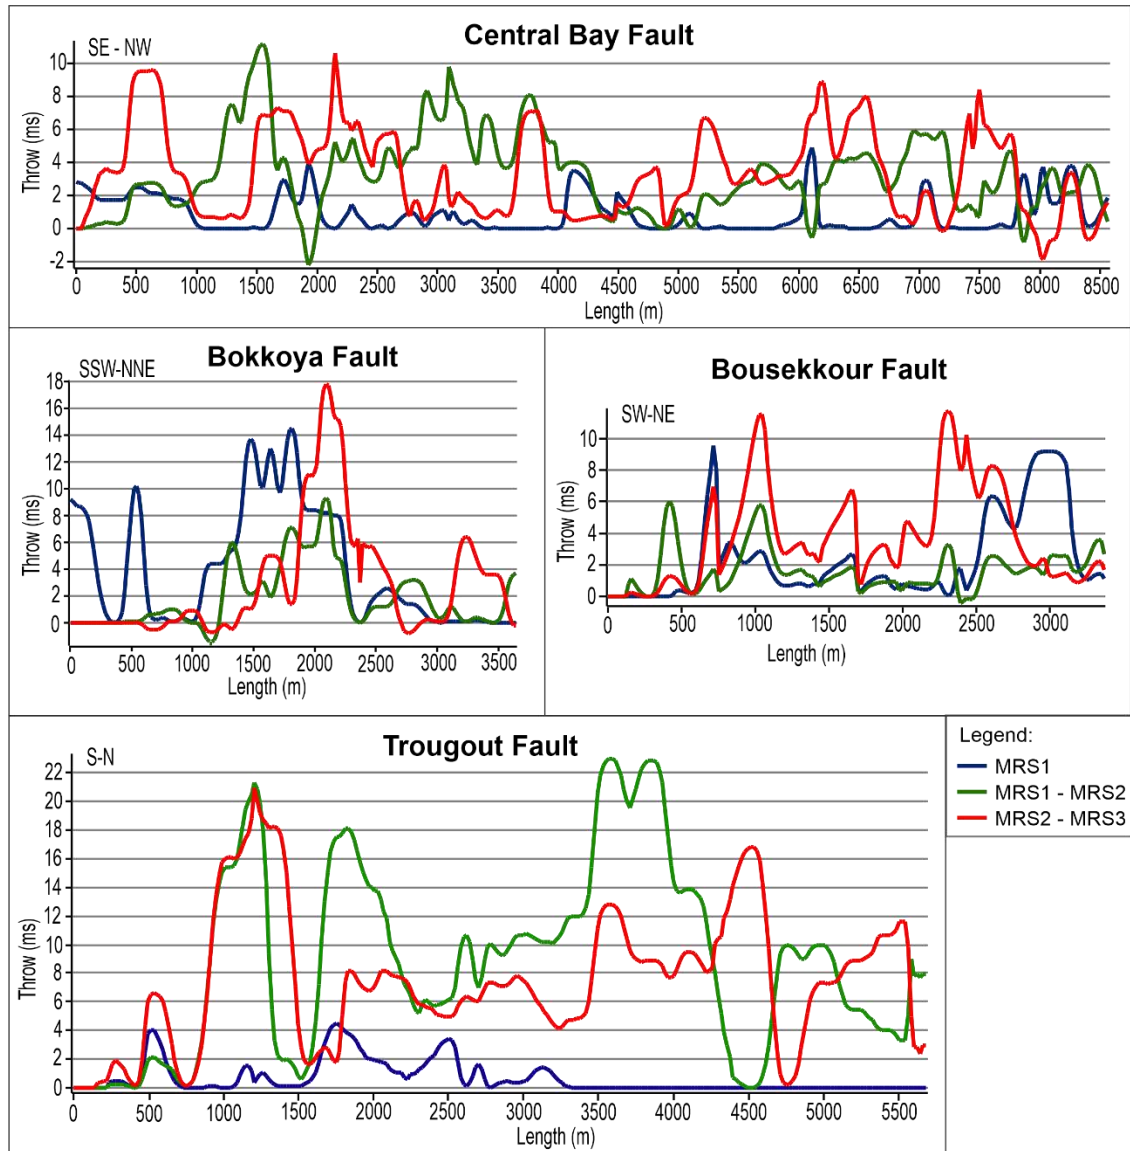 Central Bay Fault
SE - NW
Throw (ms)
10
8
6
4
2
0
-2
0 500 1000 1500 2000 2500 3000 3500 4000 4500 5000 5500 6000 6500 7000 7500 8000 8500
Length (m)
Bokkoya Fault
SSW-NNE
Throw (ms)
18
16
14
12
10
8
6
4
2
0
0 500 1000 1500 2000 2500 3000 3500
Length (m)
Bousekkour Fault
SW-NE
Throw (ms)
10
8
6
4
2
0
0 500 1000 1500 2000 2500 3000
Length (m)
Trougout Fault
S-N
Throw (ms)
22
20
18
16
14
12
10
8
6
4
2
0
0 500 1000 1500 2000 2500 3000 3500 4000 4500 5000 5500
Length (m)
Legend:
MRS1
MRS1 - MRS2
MRS2 - MRS3